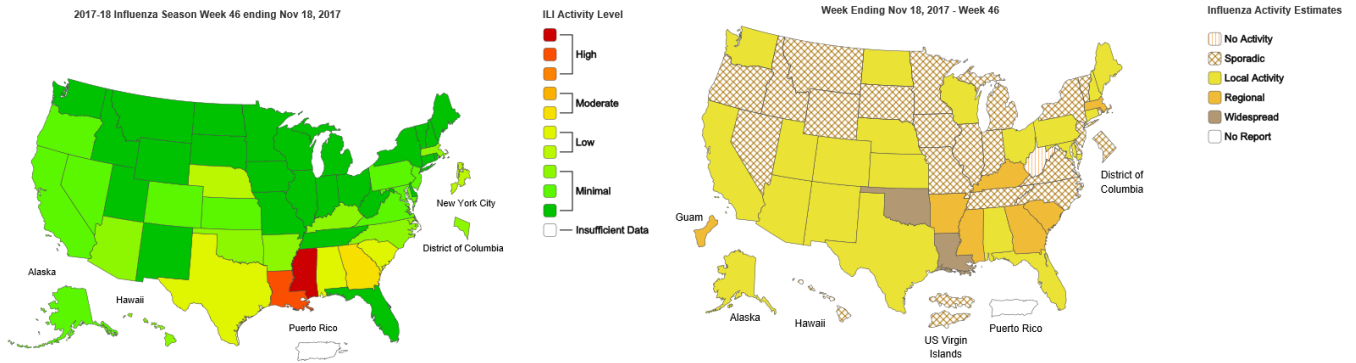 2017-18 Influenza Season Week 46 ending Nov 18, 2017
ILI Activity Level
High
Moderate
Low
Minimal
Insufficient Data
New York City
District of Columbia
Alaska
Hawaii
Puerto Rico
Week Ending Nov 18, 2017 - Week 46
Influenza Activity Estimates
No Activity
Sporadic
Local Activity
Regional
Widespread
No Report
District of
Columbia
Guam
Alaska
Hawaii
US Virgin
Islands
Puerto Rico